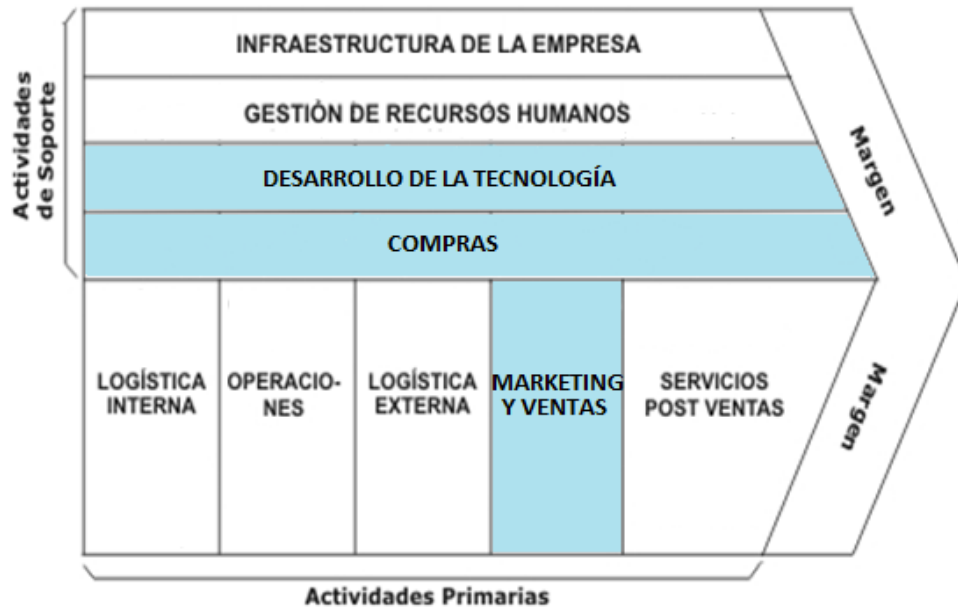 Actividades
de Soporte
INFRAESTRUCTURA DE LA EMPRESA
GESTIÓN DE RECURSOS HUMANOS
DESARROLLO DE LA TECNOLOGÍA
COMPRAS
Margen
LOGÍSTICA
INTERNA
OPERACIO-
NES
LOGÍSTICA
EXTERNA
MARKETING
Y VENTAS
SERVICIOS
POST VENTAS
Margen
Actividades Primarias